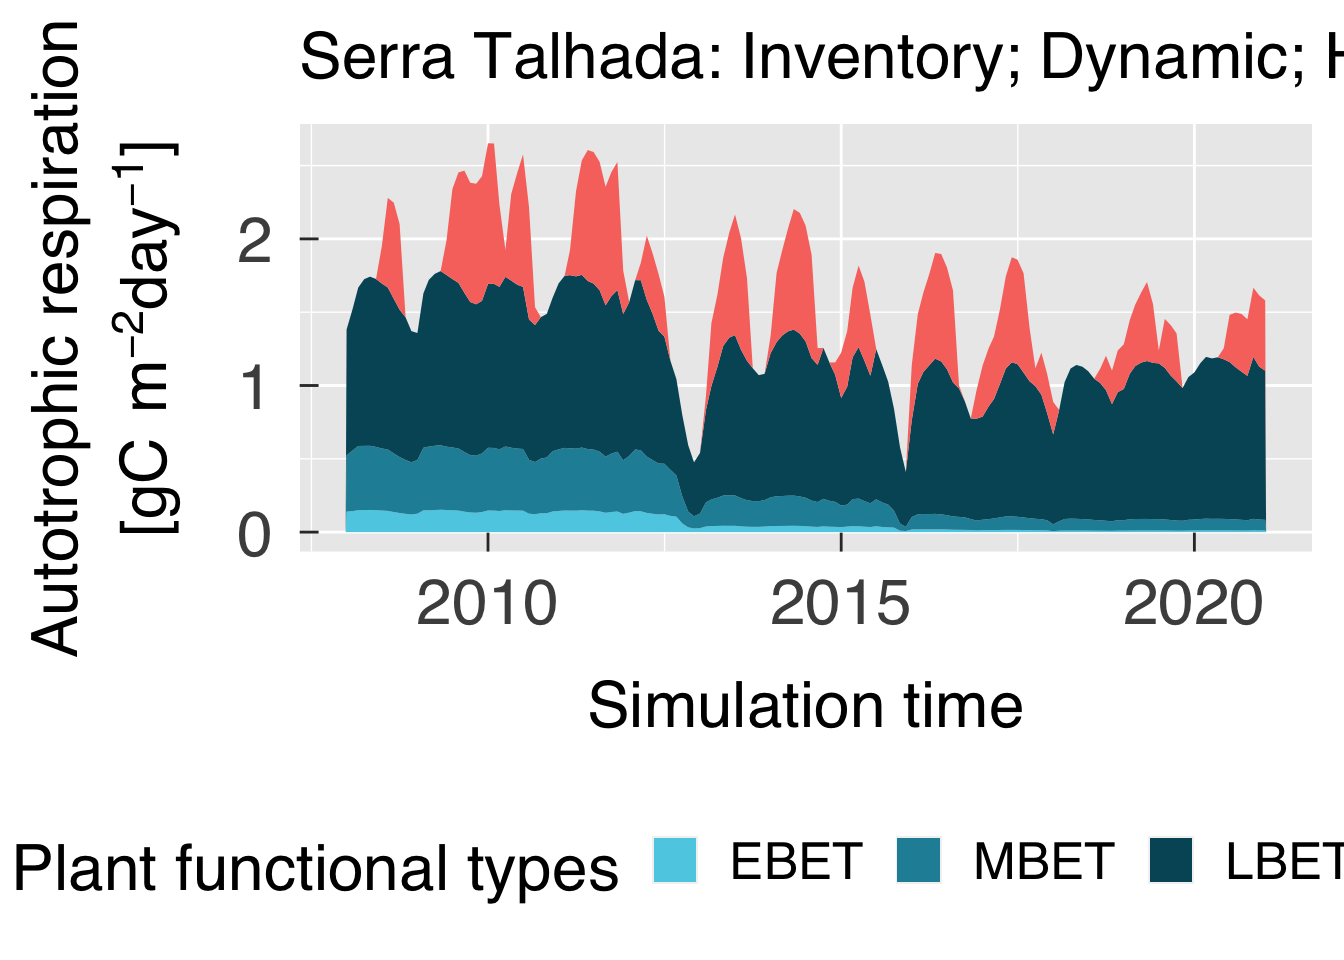 Serra Talhada: Inventory; Dynamic; H
Autotrophic respiration
[gC m⁻²day⁻¹]
2
1
0
2010 2015 2020
Simulation time
Plant functional types EBET MBET LBET